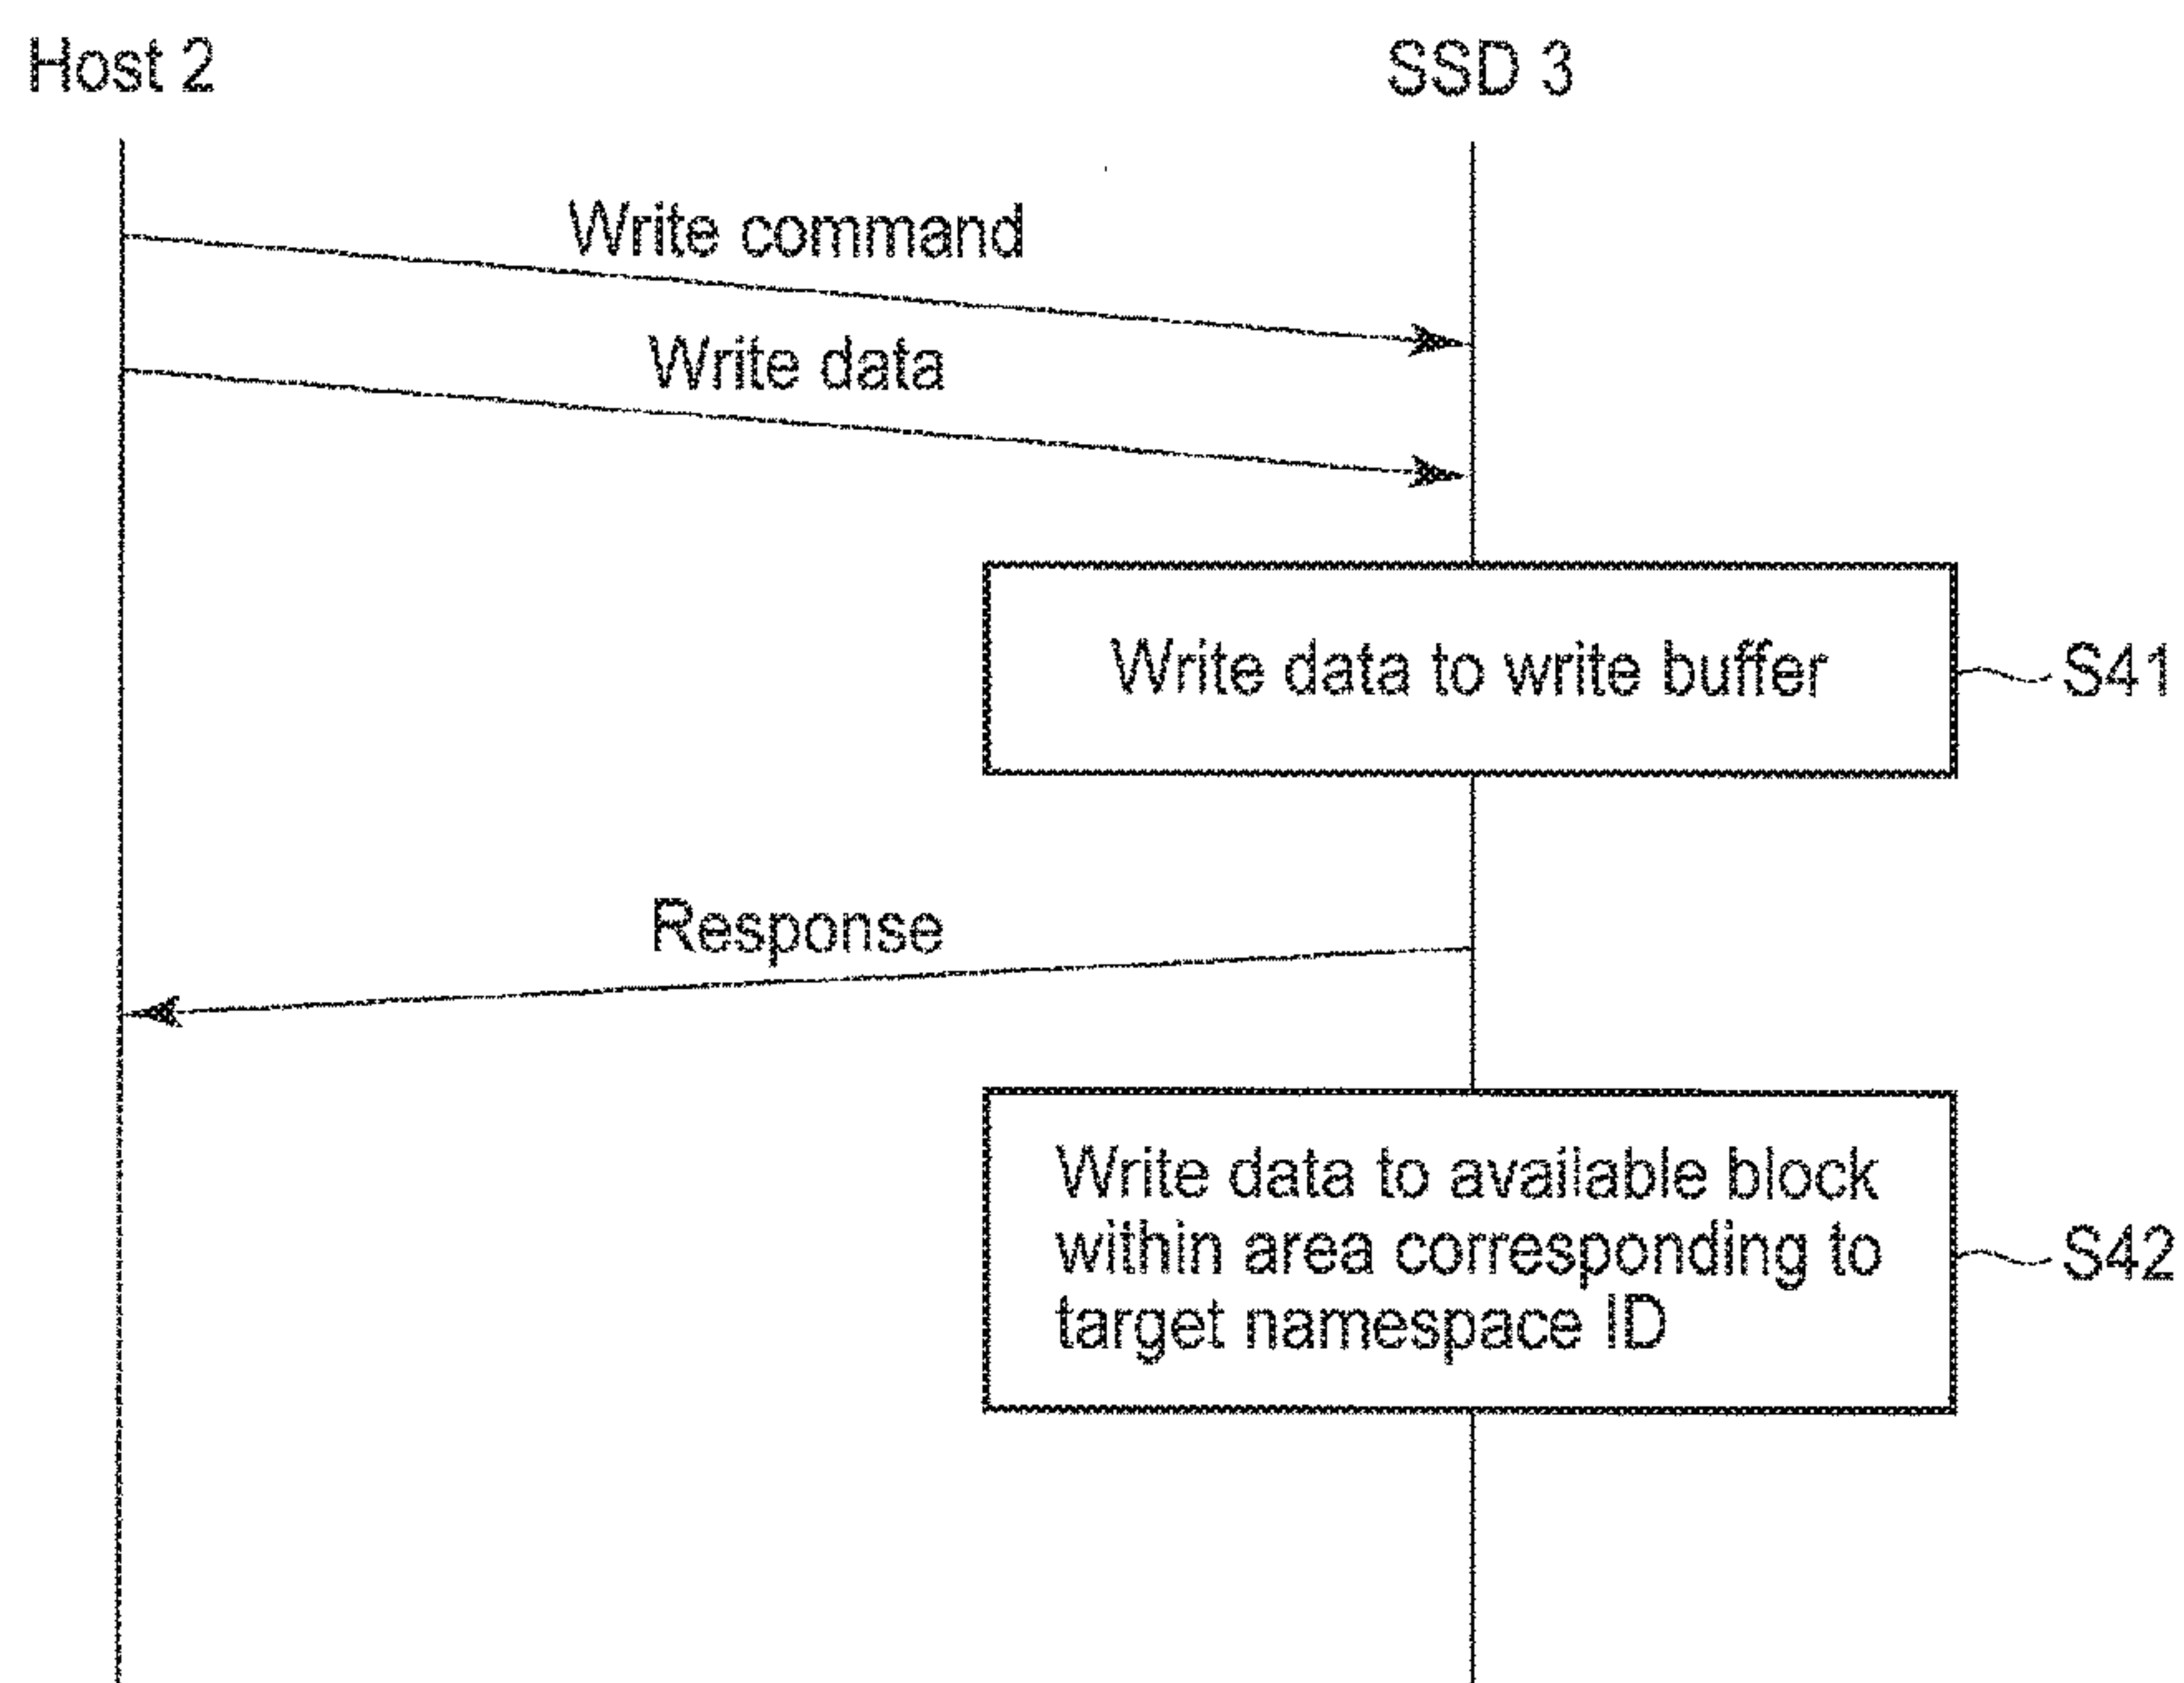 Host 2
SSD 3
Write command
Write data
Write data to write buffer
S41
Response
Write data to available block
within area corresponding to
target namespace ID
S42